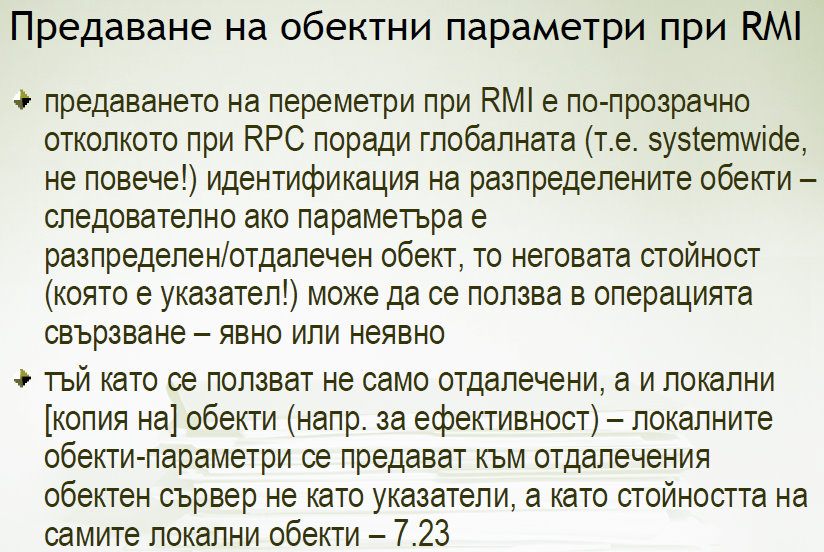 Предаване на обектни параметри при RMI
предаването на переметри при RMI е по-прозрачно
отколкото при RPC поради глобалната (т.е. systemwide,
не повече!) идентификация на разпределените обекти –
следователно ако параметъра е
разпределен/отдалечен обект, то неговата стойност
(която е указател!) може да се ползва в операцията
свързване – явно или неявно
тъй като се ползват не само отдалечени, а и локални
[копия на] обекти (напр. за ефективност) – локалните
обекти-параметри се предават към отдалечения
обектен сървер не като указатели, а като стойността на
самите локални обекти – 7.23